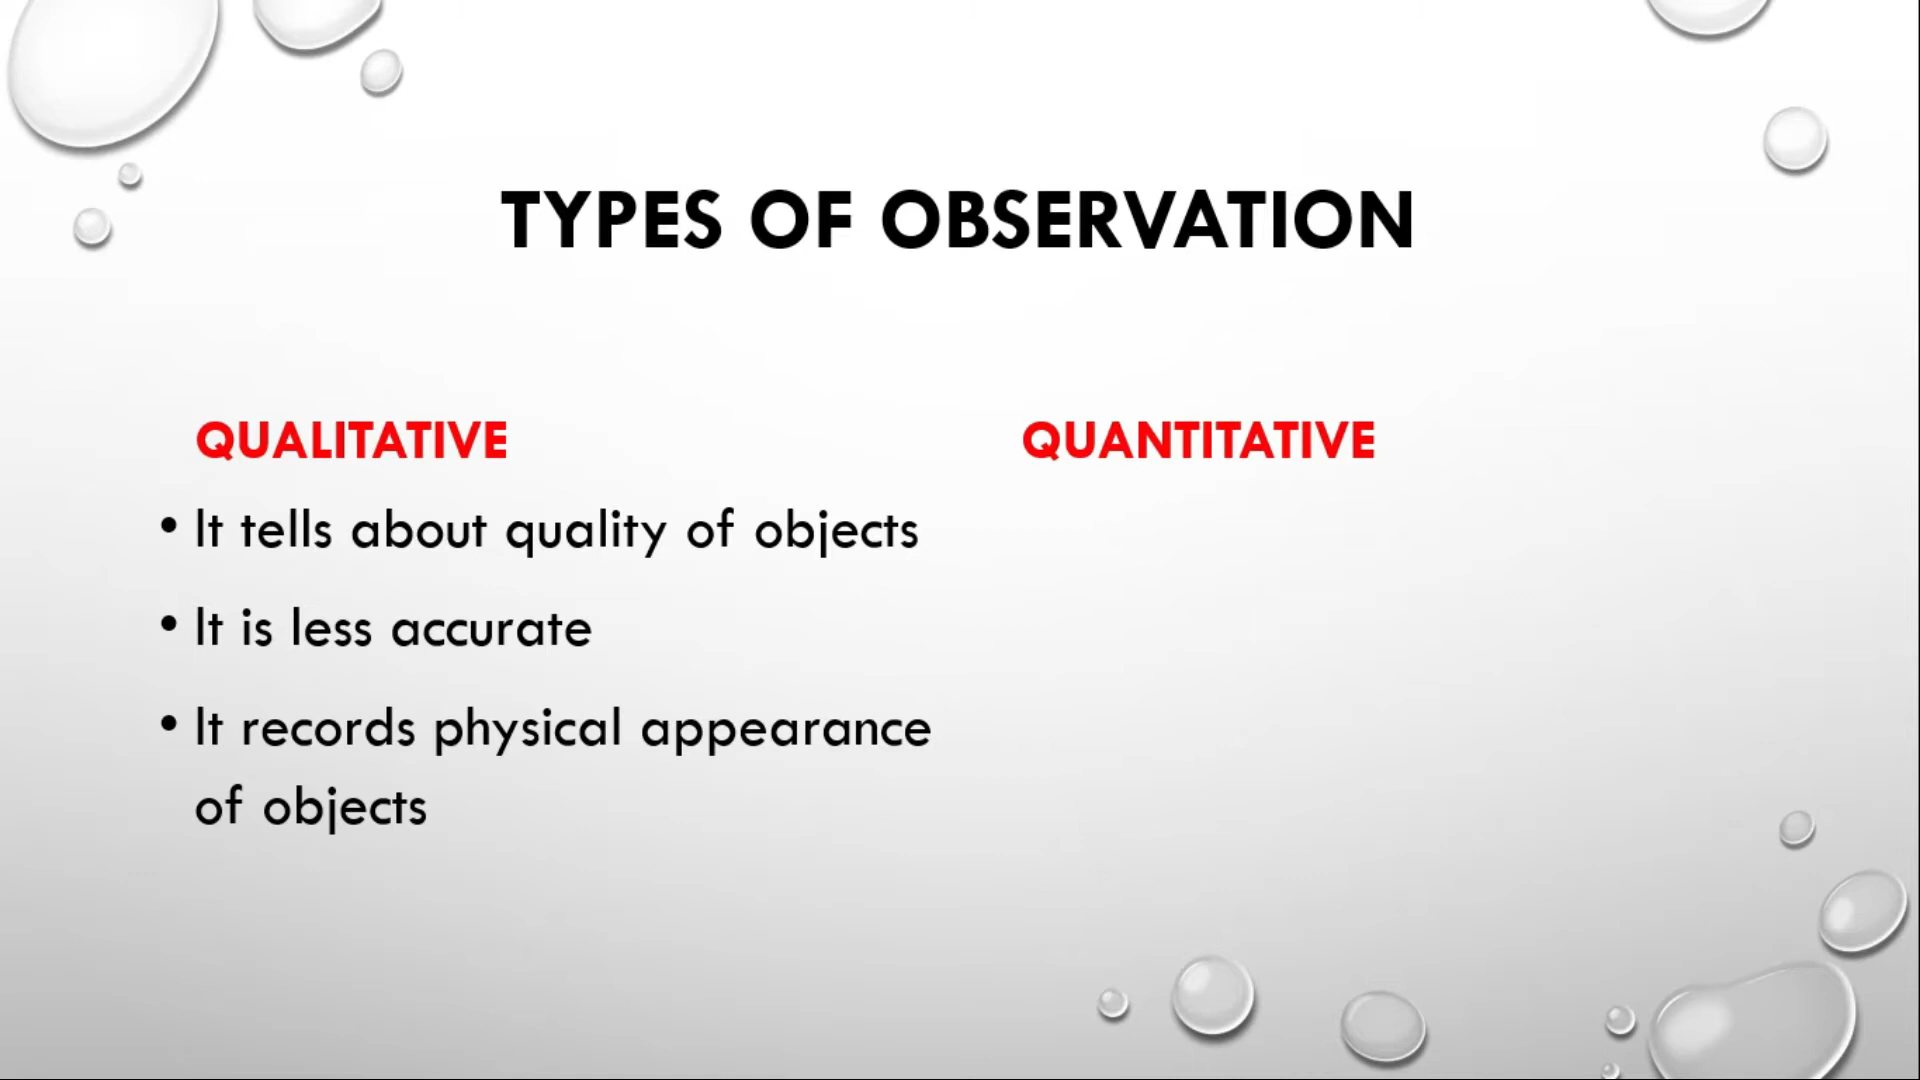 TYPES OF OBSERVATION
QUALITATIVE
• It tells about quality of objects
• It is less accurate
• It records physical appearance
of objects
QUANTITATIVE